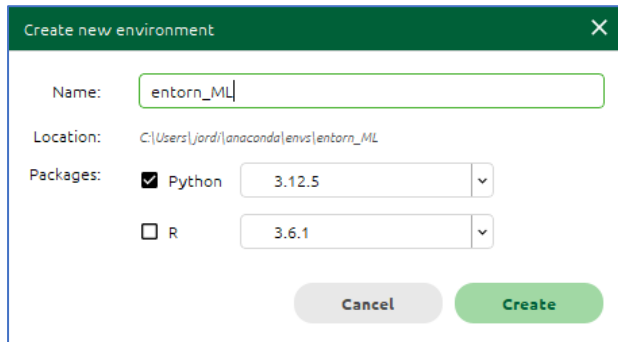 Create new environment
Name: entorn_ML
Location: C:\Users\jordi\anaconda\envs\entorn_ML
Packages: Python 3.12.5
R 3.6.1
Cancel Create